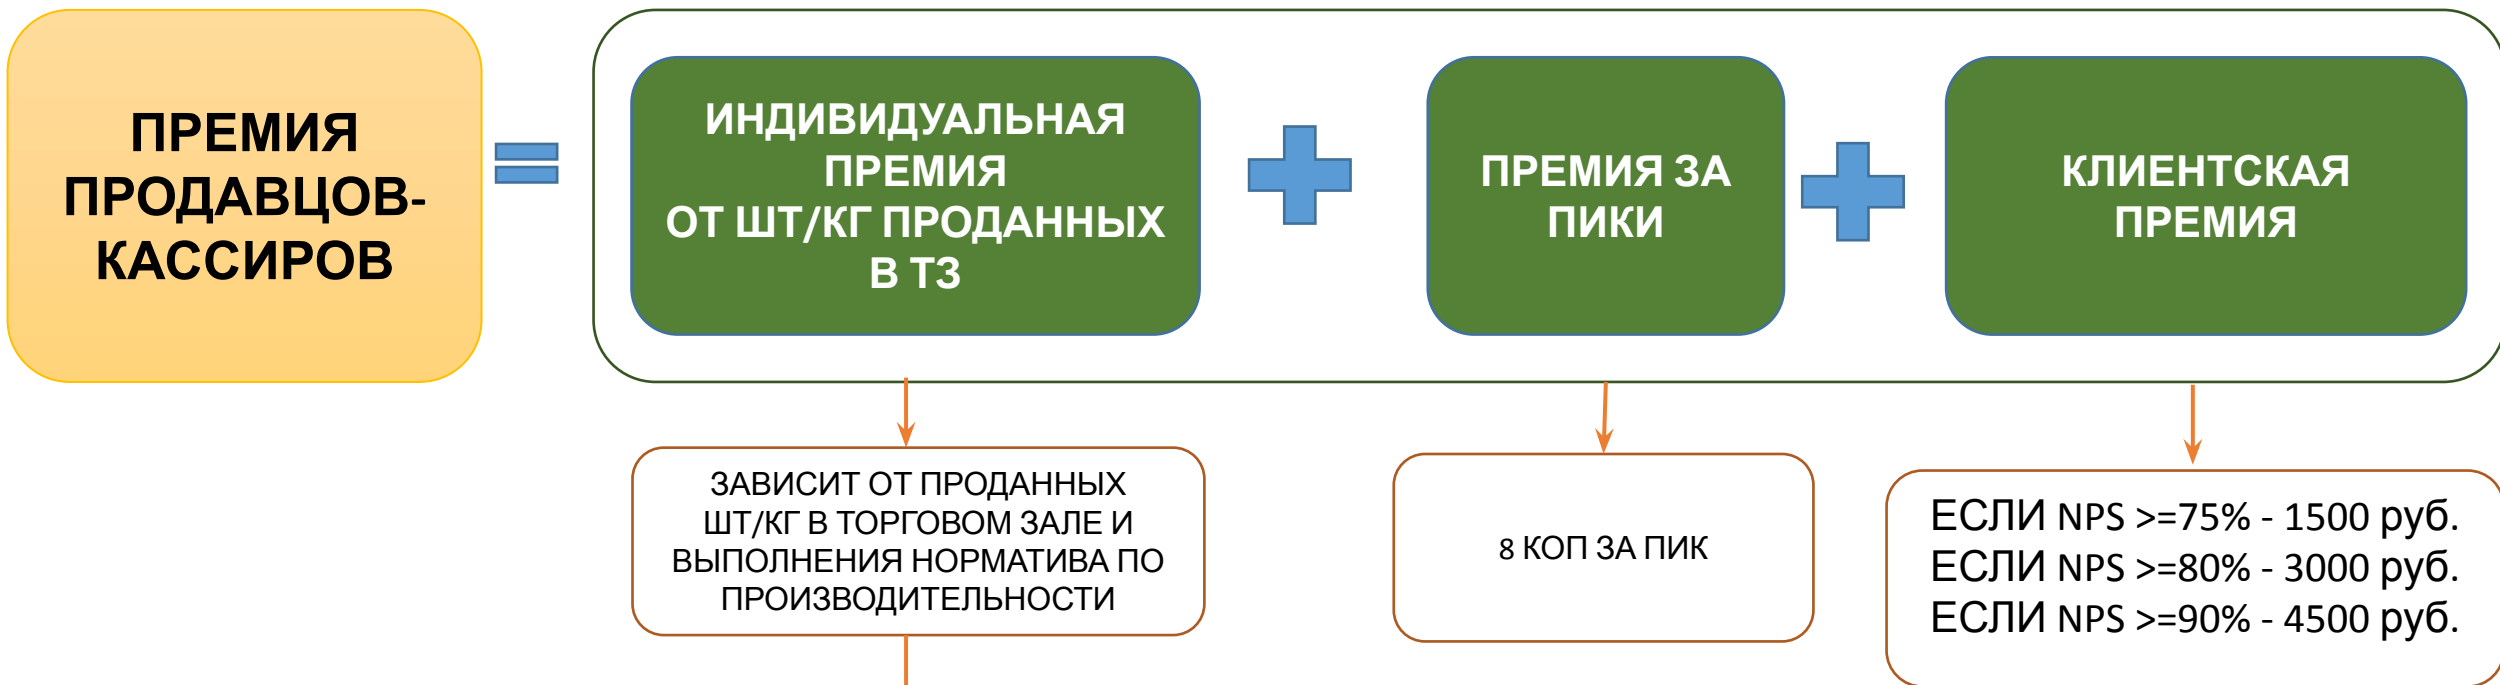 ПРЕМИЯ
ПРОДАВЦОВ-
КАССИРОВ
ИНДИВИДУАЛЬНАЯ
ПРЕМИЯ
ОТ ШТ/КГ ПРОДАННЫХ
В ТЗ
ПРЕМИЯ ЗА
ПИКИ
КЛИЕНТСКАЯ
ПРЕМИЯ
ЗАВИСИТ ОТ ПРОДАННЫХ
ШТ/КГ В ТОРГОВОМ ЗАЛЕ И
ВЫПОЛНЕНИЯ НОРМАТИВА ПО
ПРОИЗВОДИТЕЛЬНОСТИ
8 КОП ЗА ПИК
ЕСЛИ NPS >=75% - 1500 руб.
ЕСЛИ NPS >=80% - 3000 руб.
ЕСЛИ NPS >=90% - 4500 руб.